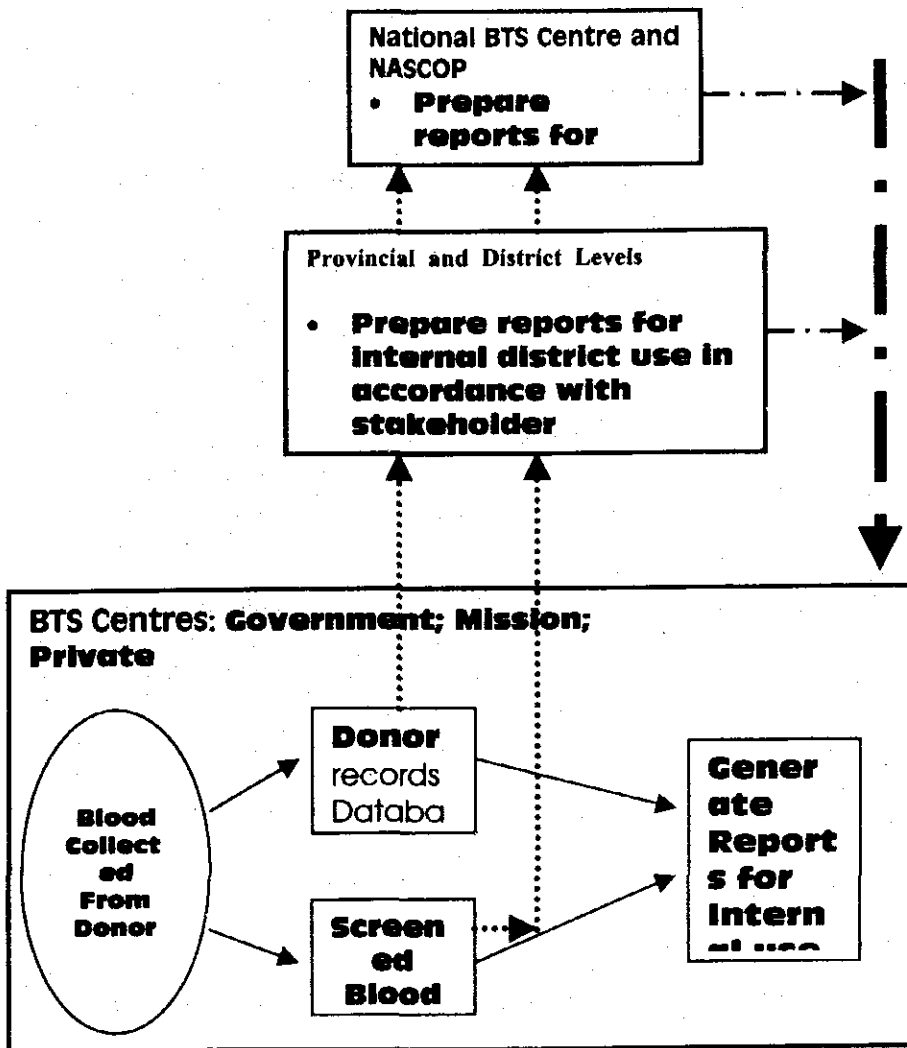 National BTS Centre and
NASCOP
• Prepare
reports for
Provincial and District Levels
• Prepare reports for
internal district use in
accordance with
stakeholder
BTS Centres: Government; Mission;
Private
Blood
Collect
ed
From
Donor
Donor
records
Databa
Screen
ed
Blood
Gener
ate
Report
s for
Intern
al use